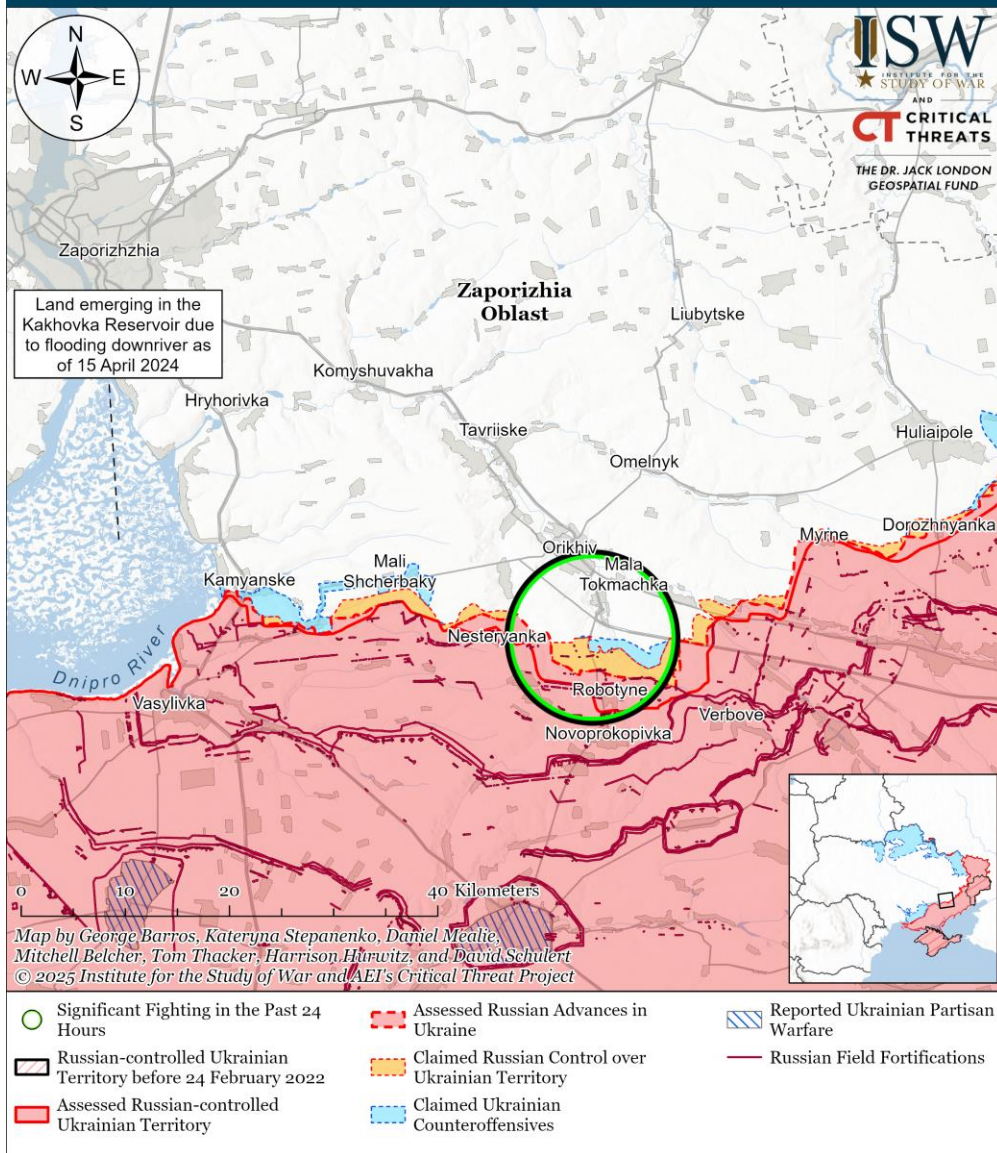 N
W E
S
ISW
INSTITUTE FOR THE
STUDY OF WAR
AND
CT CRITICAL
THREATS
THE DR. JACK LONDON
GEOSPATIAL FUND
Zaporizhzhia
Land emerging in the
Kakhovka Reservoir due
to flooding downriver as
of 15 April 2024
Zaporizhia
Oblast
Liubytske
Komyshuvakha
Hryhorivka
Tavriiske
Huliaipole
Omelnyk
Dorozhnyanka
Myrne
Orikhiv
Mala
Tokmachka
Mali
Shcherbaky
Kamyanske
Nesteryanka
Dnipro River
Robotyne
Vasylivka
Verbove
Novoprokopivka
0 10 20 40 Kilometers
Map by George Barros, Kateryna Stepanenko, Daniel Mealie,
Mitchell Belcher, Tom Thacker, Harrison Hurwitz, and David Schulert
© 2025 Institute for the Study of War and AEI's Critical Threat Project
Significant Fighting in the Past 24
Hours
Russian-controlled Ukrainian
Territory before 24 February 2022
Assessed Russian-controlled
Ukrainian Territory
Assessed Russian Advances in
Ukraine
Claimed Russian Control over
Ukrainian Territory
Claimed Ukrainian
Counteroffensives
Reported Ukrainian Partisan
Warfare
Russian Field Fortifications